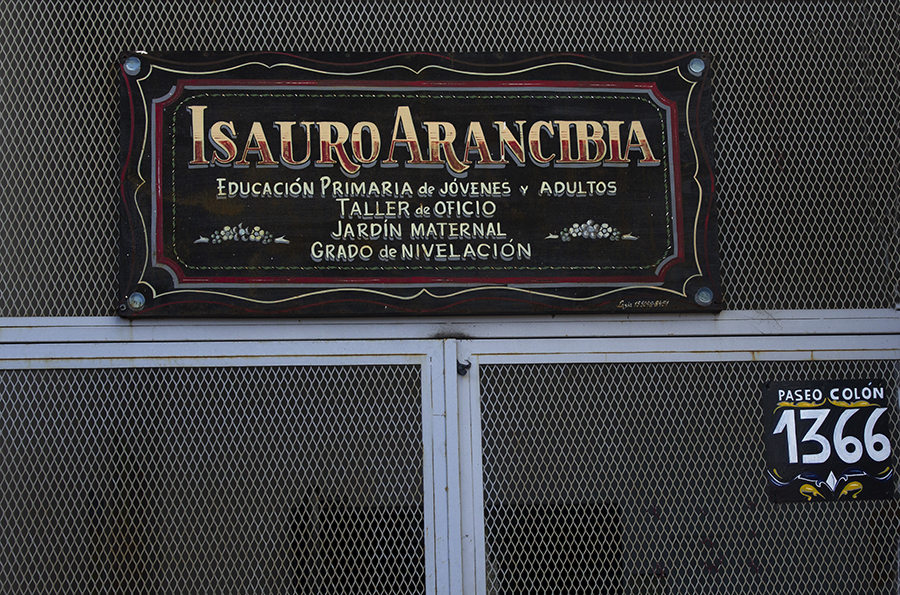 ISAURO ARANCIBIA
EDUCACIÓN PRIMARIA de JÓVENES Y ADULTOS
TALLER de OFICIO
JARDÍN MATERNAL
GRADO de NIVELACIÓN
PASEO COLÓN
1366